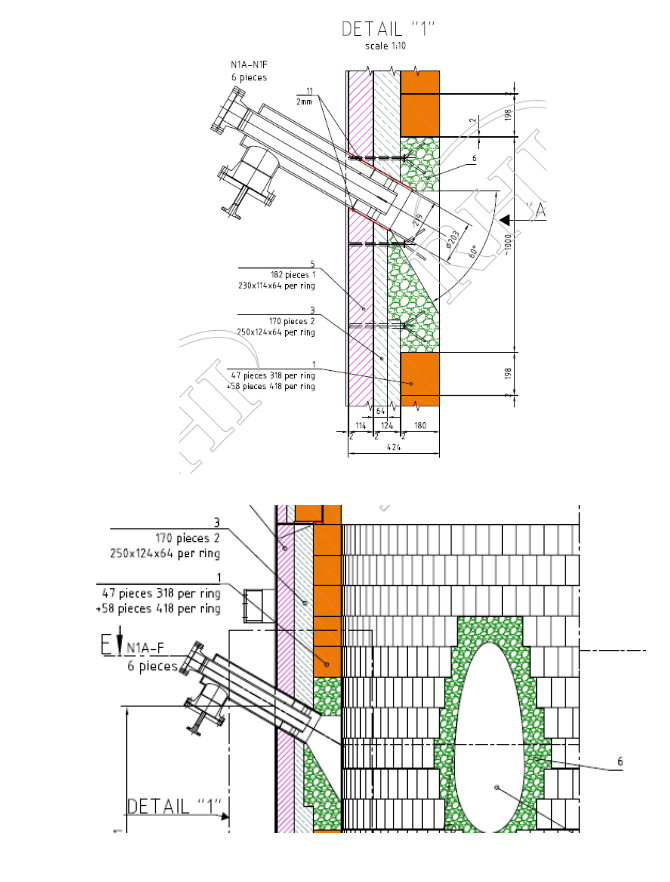 DETAIL "1"
scale 1:10
N1A-N1F
6 pieces
11
2mm
198
2
6
"A
RHI
219
Ø203
60°
~1000
5
182 pieces 1
230x114x64 per ring
3
170 pieces 2
250x124x64 per ring
1
47 pieces 318 per ring
+58 pieces 418 per ring
198
2
64
114
124
180
2
2
2
424
RHI
3
170 pieces 2
250x124x64 per ring
1
47 pieces 318 per ring
+58 pieces 418 per ring
E
N1A-F
6 pieces
6
DETAIL "1"
1